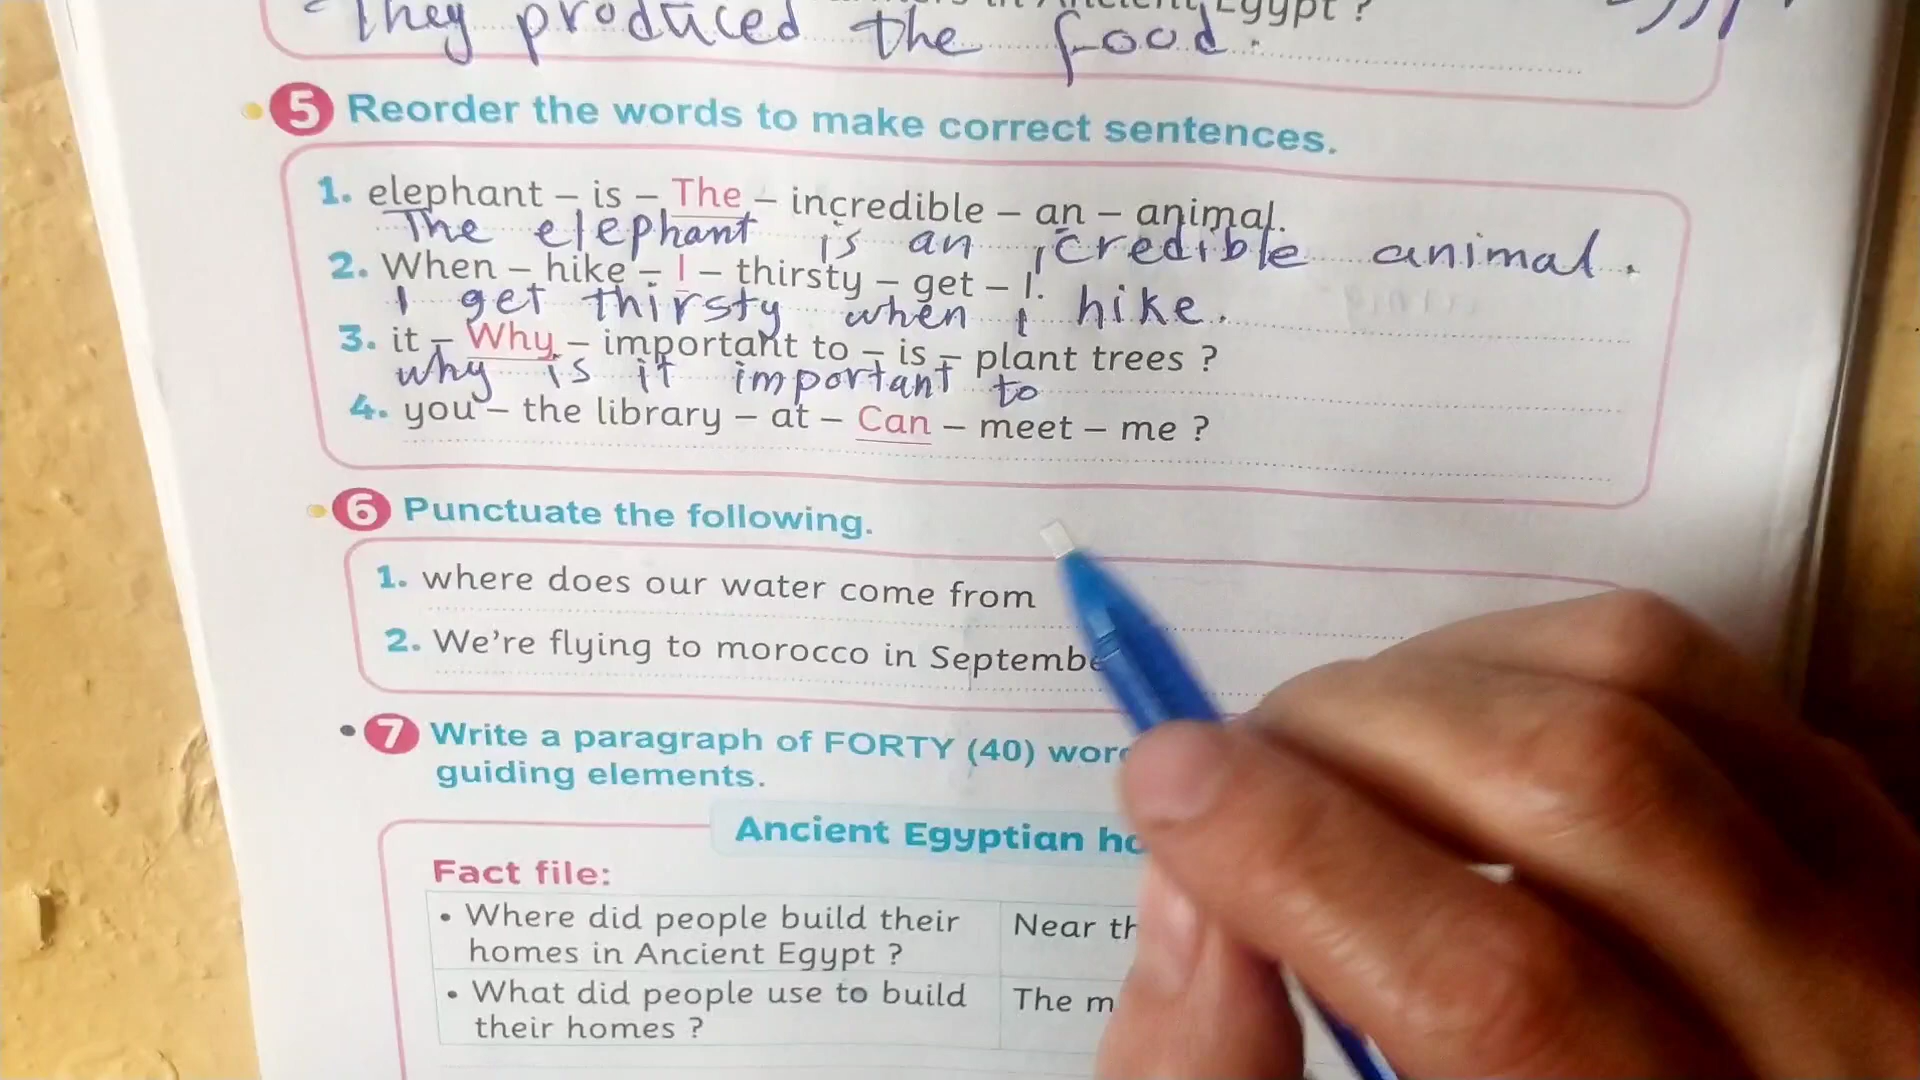 Egypt ?
They produced the food.
5 Reorder the words to make correct sentences.
1. elephant – is – The – incredible – an – animal.
The elephant is an icredible animal.
2. When – hike – I – thirsty – get – I.
I get thirsty when I hike.
3. it – Why – important to – is – plant trees ?
why is it important to
4. you – the library – at – Can – meet – me ?
6 Punctuate the following.
1. where does our water come from
2. We're flying to morocco in Septembe
7 Write a paragraph of FORTY (40)
guiding elements.
Ancient Egyptian
Fact file:
• Where did people build their Near
homes in Ancient Egypt ?
• What did people use to build The
their homes ?